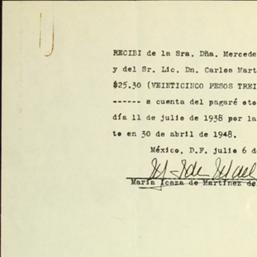 RECIBI de la Sra. Dña. Mercede
y del Sr. Lic. Dn. Carlos Mart
$25.30 (VEINTICINCO PESOS TREI
------ a cuenta del pagaré oto
día 11 de julio de 1938 por la
to en 30 de abril de 1948.
México, D.F. julio 6 d
María Icaza de Martínez de